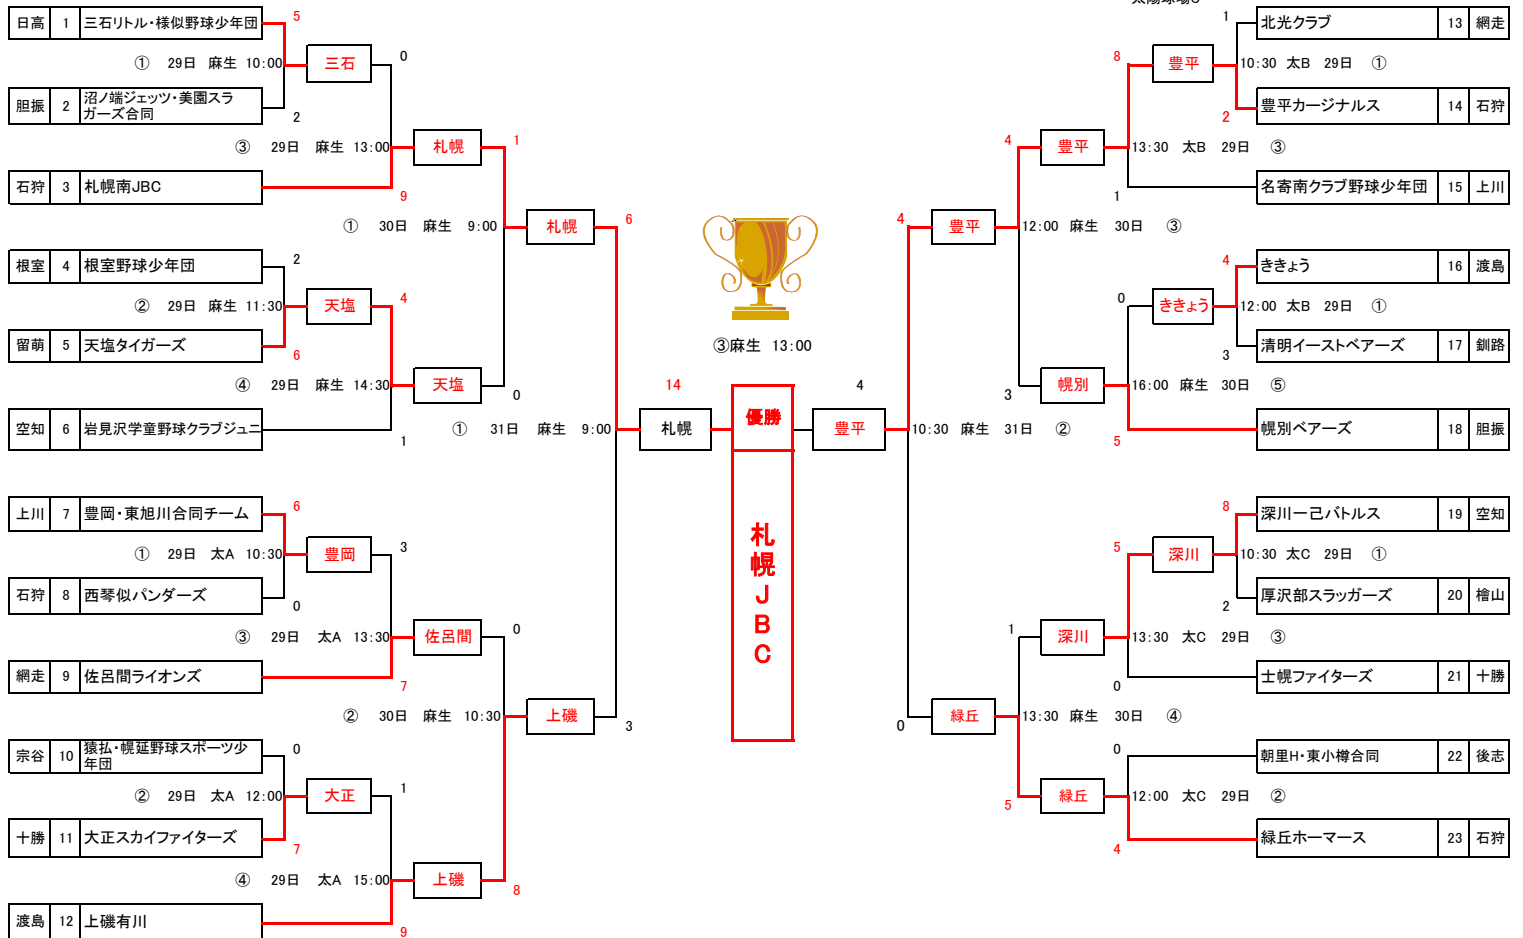 太陽球場C
日高 1 三石リトル・様似野球少年団 5
① 29日 麻生 10:00 三石 0
胆振 2 沼ノ端ジェッツ・美園スラ
ガーズ合同 2
③ 29日 麻生 13:00 札幌 1
石狩 3 札幌南JBC 9
① 30日 麻生 9:00 札幌 6
根室 4 根室野球少年団 2
② 29日 麻生 11:30 天塩 4
留萌 5 天塩タイガーズ 6
④ 29日 麻生 14:30 天塩 0
空知 6 岩見沢学童野球クラブジュニ 1
① 31日 麻生 9:00 札幌 14
上川 7 豊岡・東旭川合同チーム 6
① 29日 太A 10:30 豊岡 3
石狩 8 西琴似パンダーズ 0
③ 29日 太A 13:30 佐呂間 0
網走 9 佐呂間ライオンズ 7
② 30日 麻生 10:30 上磯 3
宗谷 10 猿払・幌延野球スポーツ少
年団 0
② 29日 太A 12:00 大正 1
十勝 11 大正スカイファイターズ 7
④ 29日 太A 15:00 上磯 8
渡島 12 上磯有川 9
③麻生 13:00
優勝
札幌JBC
1 北光クラブ 13 網走
8 豊平 10:30 太B 29日 ①
2 豊平カージナルス 14 石狩
4 豊平 13:30 太B 29日 ③
1 名寄南クラブ野球少年団 15 上川
4 豊平 12:00 麻生 30日 ③
4 ききょう 16 渡島
0 ききょう 12:00 太B 29日 ①
3 清明イーストベアーズ 17 釧路
3 幌別 16:00 麻生 30日 ⑤
5 幌別ベアーズ 18 胆振
4 豊平 10:30 麻生 31日 ②
8 深川一己バトルス 19 空知
5 深川 10:30 太C 29日 ①
2 厚沢部スラッガーズ 20 檜山
1 深川 13:30 太C 29日 ③
0 士幌ファイターズ 21 十勝
0 緑丘 13:30 麻生 30日 ④
0 朝里H・東小樽合同 22 後志
5 緑丘 12:00 太C 29日 ②
4 緑丘ホーマース 23 石狩